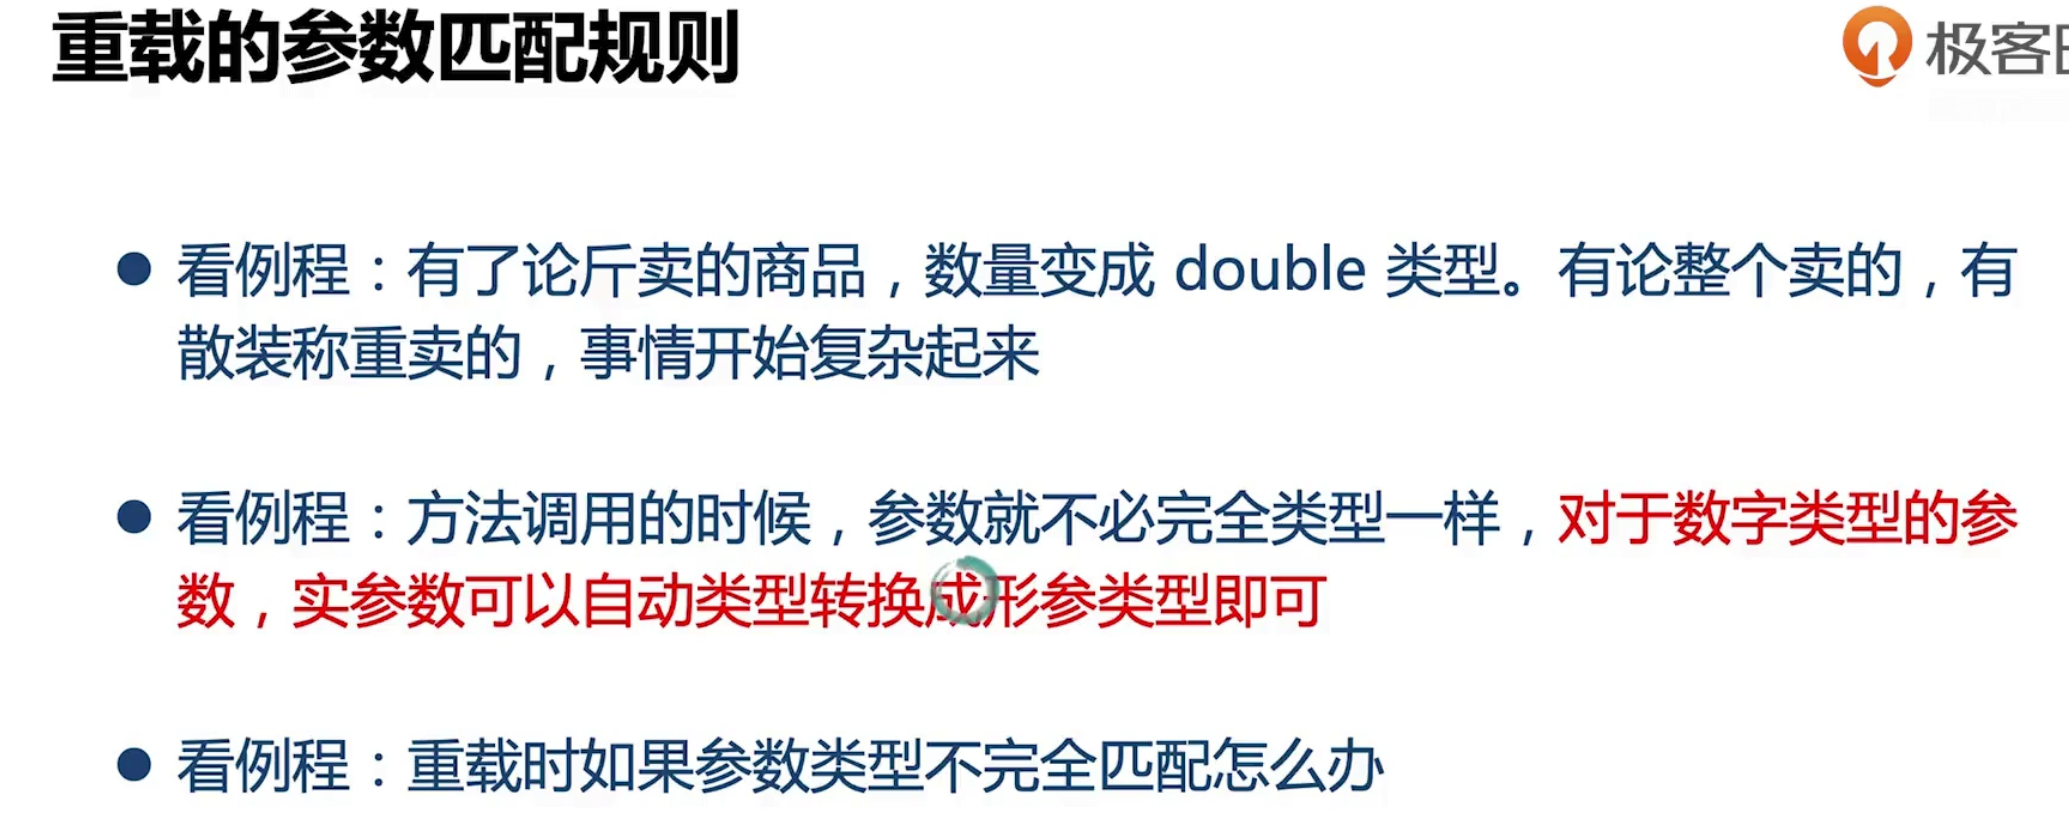 重载的参数匹配规则
极客
看例程：有了论斤卖的商品，数量变成 double 类型。有论整个卖的，有
散装称重卖的，事情开始复杂起来
看例程：方法调用的时候，参数就不必完全类型一样，对于数字类型的参
数，实参数可以自动类型转换成形参类型即可
看例程：重载时如果参数类型不完全匹配怎么办